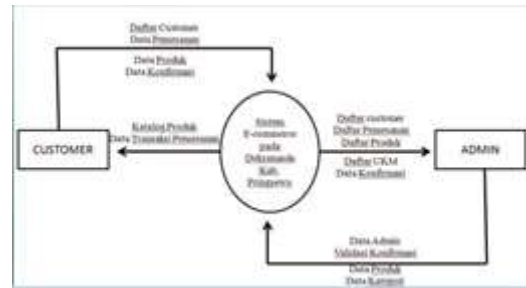 Daftar Customer
Data Pemesanan
Data Produk
Data Konfirmasi
CUSTOMER
Katalog Produk
Data Transaksi Pemesanan
Sistem
E-commerce
pada
Dekranasda
Kab.
Daftar customer
Daftar Pemesanan
Daftar Produk
Daftar UKM
Data Konfirmasi
ADMIN
Data Admin
Validasi Konfirmasi
Data Produk
Data Kategori